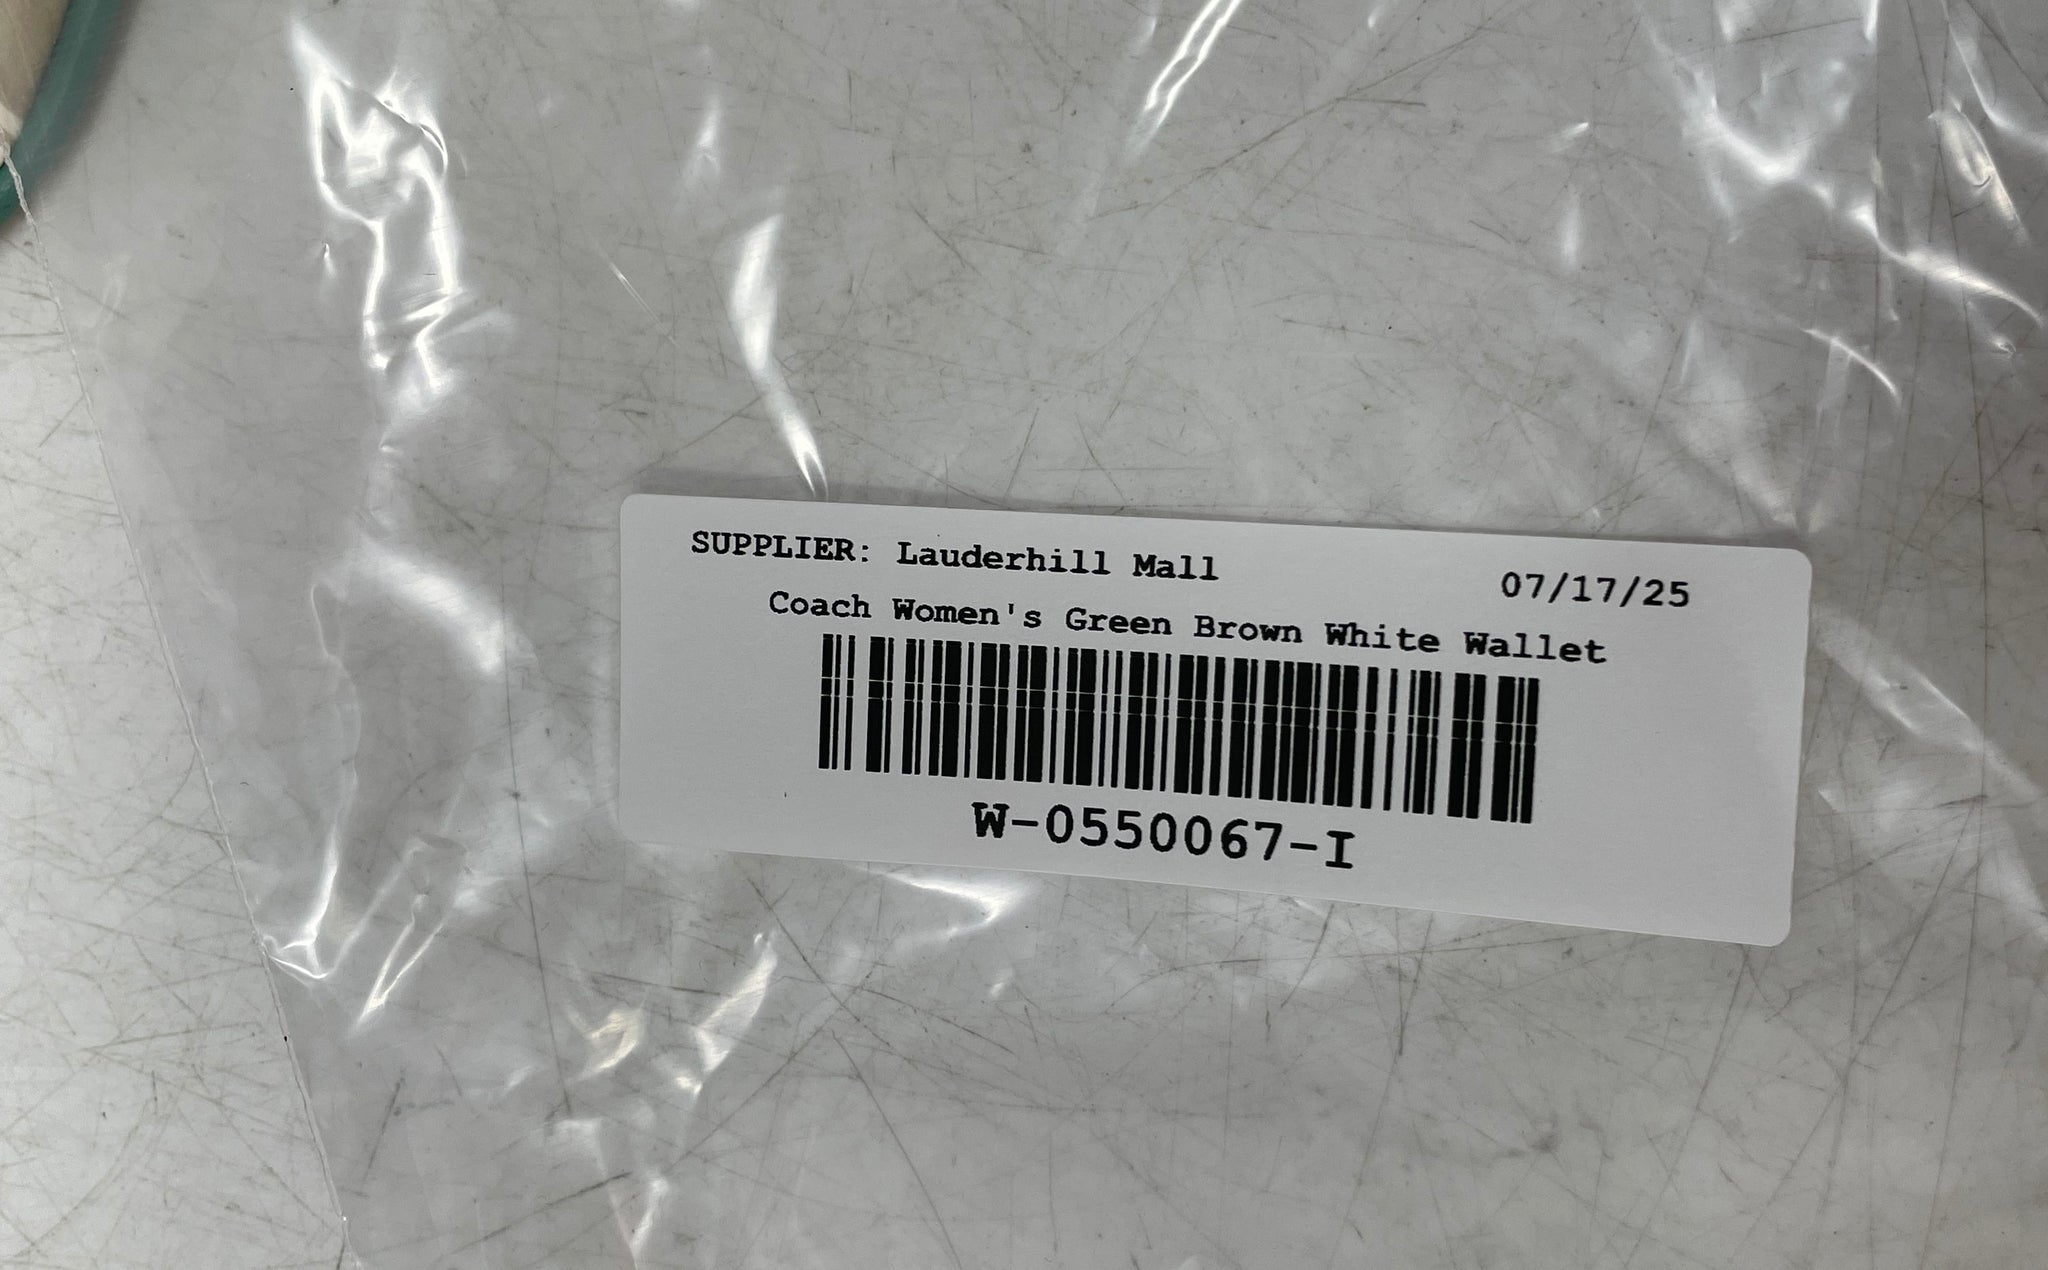 SUPPLIER: Lauderhill Mall
07/17/25
Coach Women's Green Brown White Wallet
W-0550067-I